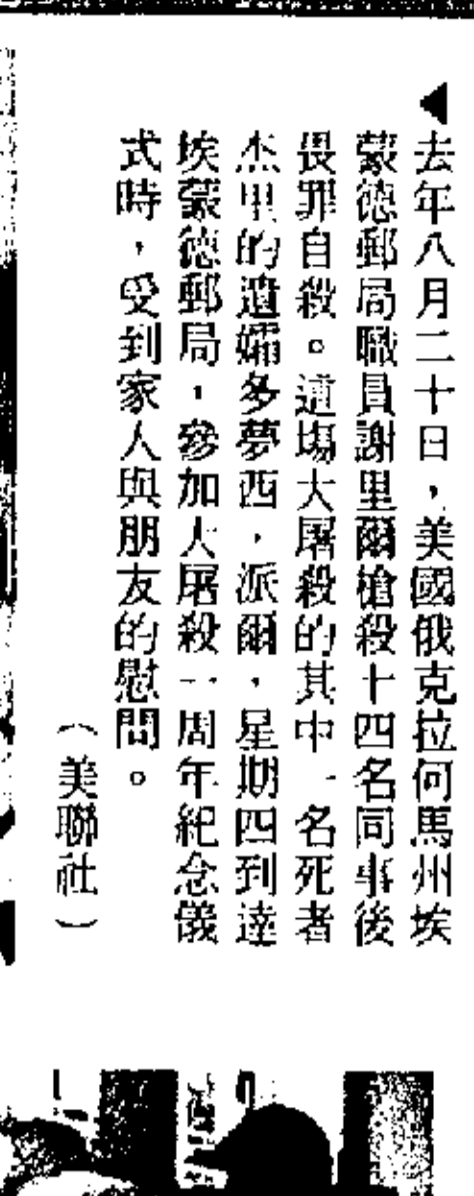 ◀去年八月二十日，美國俄克拉何馬州埃
蒙德郵局職員謝里爾槍殺十四名同事後
畏罪自殺。這場大屠殺的其中一名死者
杰里的遺孀多夢西．派爾，星期四到達
埃蒙德郵局，參加大屠殺一周年紀念儀
式時，受到家人與朋友的慰問。
（美聯社）